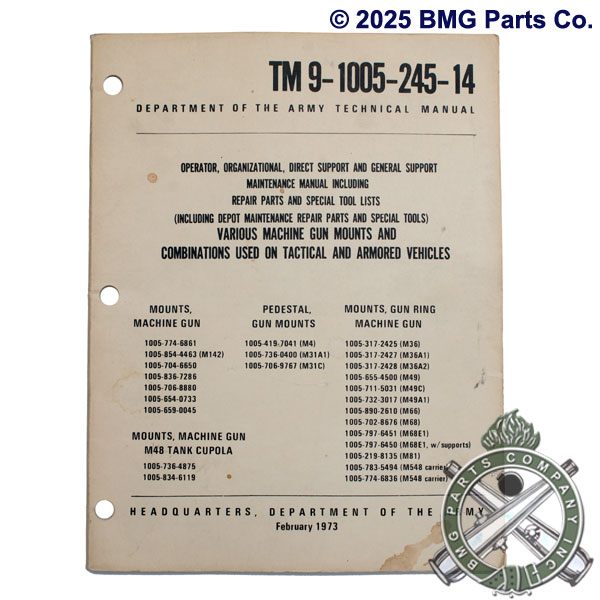 © 2025 BMG Parts Co.
TM 9-1005-245-14
DEPARTMENT OF THE ARMY TECHNICAL MANUAL
OPERATOR, ORGANIZATIONAL, DIRECT SUPPORT AND GENERAL SUPPORT
MAINTENANCE MANUAL INCLUDING
REPAIR PARTS AND SPECIAL TOOL LISTS
(INCLUDING DEPOT MAINTENANCE REPAIR PARTS AND SPECIAL TOOLS)
VARIOUS MACHINE GUN MOUNTS AND
COMBINATIONS USED ON TACTICAL AND ARMORED VEHICLES
MOUNTS,
MACHINE GUN
1005-774-6861
1005-854-4463 (M142)
1005-704-6650
1005-836-7286
1005-706-8880
1005-654-0733
1005-659-0045
MOUNTS, MACHINE GUN
M48 TANK CUPOLA
1005-736-4875
1005-834-6119
PEDESTAL,
GUN MOUNTS
1005-419-7041 (M4)
1005-736-0400 (M31A1)
1005-706-9767 (M31C)
MOUNTS, GUN RING
MACHINE GUN
1005-317-2425 (M36)
1005-317-2427 (M36A1)
1005-317-2428 (M36A2)
1005-655-4500 (M49)
1005-711-5031 (M49C)
1005-732-3017 (M49A1)
1005-890-2610 (M66)
1005-702-8676 (M68)
1005-797-6451 (M68E1)
1005-797-6450 (M68E1, w/supports)
1005-219-8135 (M81)
1005-783-5494 (M548 carrier)
1005-774-6836 (M548 carrier)
HEADQUARTERS, DEPARTMENT OF THE ARMY
February 1973
BMG PARTS COMPANY INC